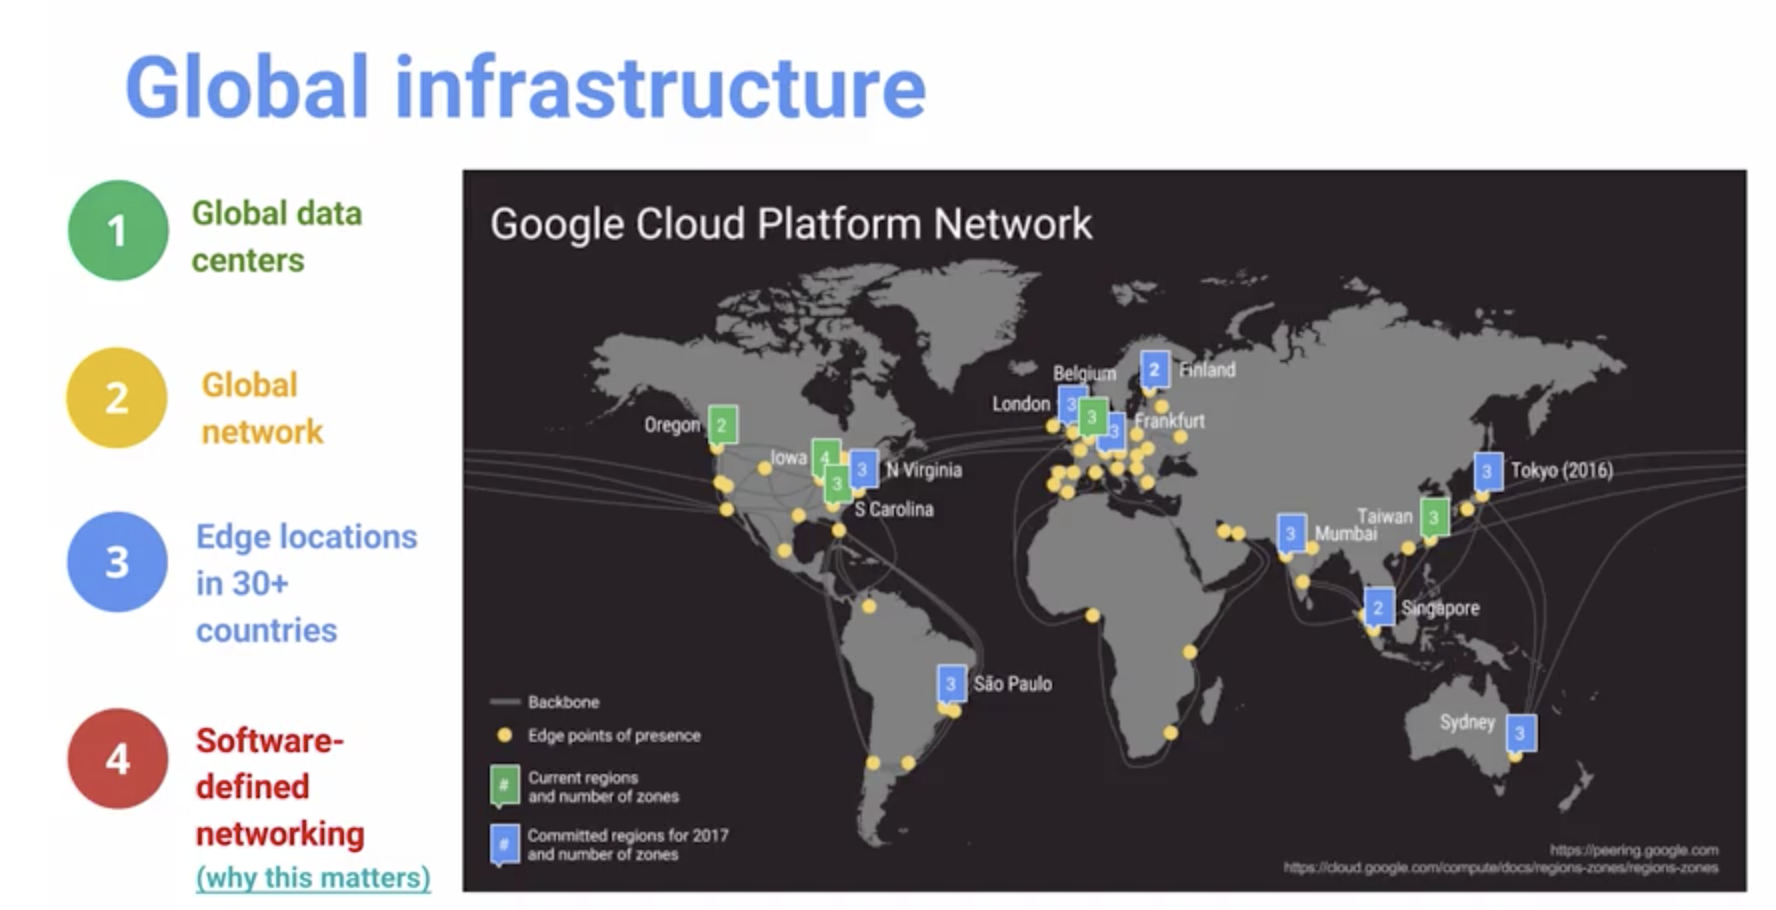 Global infrastructure
1
Global data
centers
2
Global
network
3
Edge locations
in 30+
countries
4
Software-
defined
networking
(why this matters)
Google Cloud Platform Network
Oregon 2
Iowa 4
3 S Carolina
3 N Virginia
3 São Paulo
London 3
Belgium 3
3 Frankfurt
2 Finland
3 Mumbai
2 Singapore
Taiwan 3
3 Tokyo (2016)
Sydney 3
Backbone
Edge points of presence
# Current regions
and number of zones
# Committed regions for 2017
and number of zones
https://peering.google.com
https://cloud.google.com/compute/docs/regions-zones/regions-zones